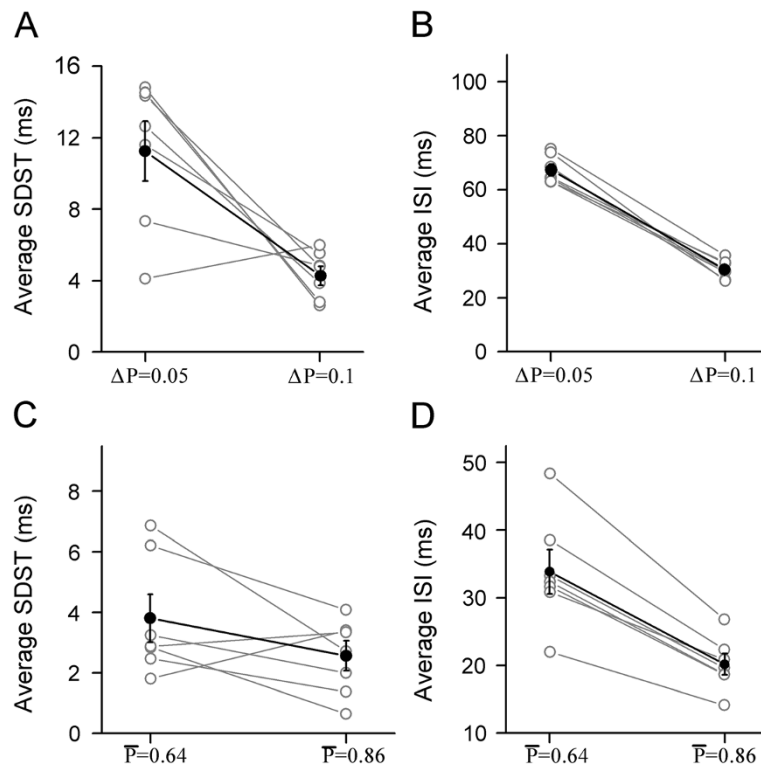 A
Average SDST (ms)
16
12
8
4
0
ΔP=0.05
ΔP=0.1
B
Average ISI (ms)
100
80
60
40
20
0
ΔP=0.05
ΔP=0.1
C
Average SDST (ms)
8
6
4
2
0
P̅=0.64
P̅=0.86
D
Average ISI (ms)
50
40
30
20
10
P̅=0.64
P̅=0.86